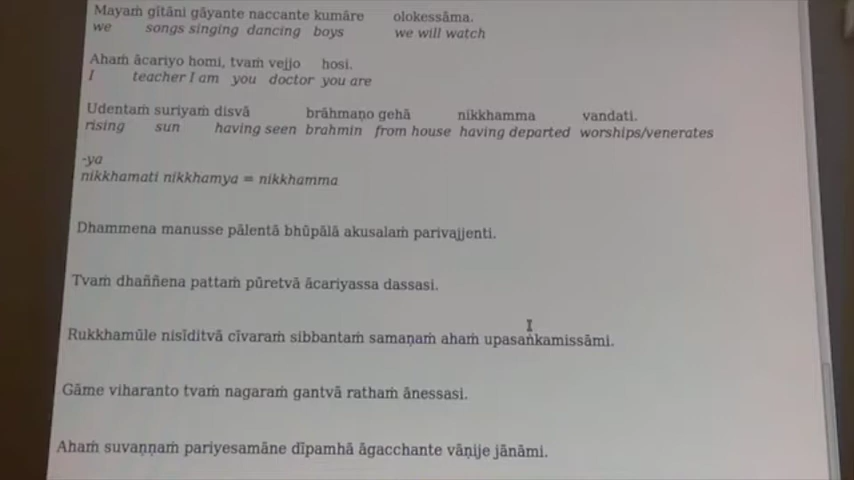 Mayaṁ gītāni gāyante naccante kumāre olokessāma.
we songs singing dancing boys we will watch
Ahaṁ ācariyo homi, tvaṁ vejjo hosi.
I teacher I am you doctor you are
Udentaṁ suriyaṁ disvā brāhmaṇo gehā nikkhamma vandati.
rising sun having seen brahmin from house having departed worships/venerates
-ya
nikkhamati nikkhamya = nikkhamma
Dhammena manusse pālentā bhūpālā akusalaṁ parivajjenti.
Tvaṁ dhaññena pattaṁ pūretvā ācariyassa dassasi.
Rukkhamūle nisīditvā cīvaraṁ sibbantaṁ samaṇaṁ ahaṁ upasaṅkamissāmi.
Gāme viharanto tvaṁ nagaraṁ gantvā rathaṁ ānessasi.
Ahaṁ suvaṇṇaṁ pariyesamāne dīpamhā āgacchante vāṇije jānāmi.